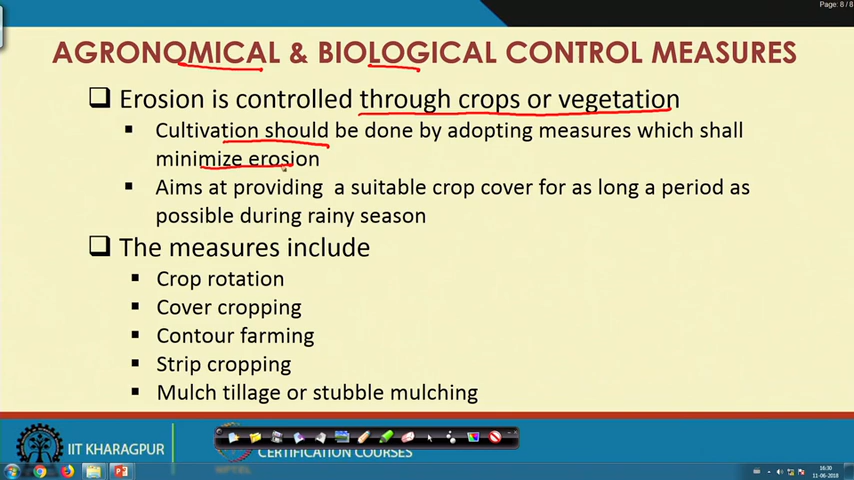 Page: 8 / 8
AGRONOMICAL & BIOLOGICAL CONTROL MEASURES
❑ Erosion is controlled through crops or vegetation
▪ Cultivation should be done by adopting measures which shall
minimize erosion
▪ Aims at providing a suitable crop cover for as long a period as
possible during rainy season
❑ The measures include
▪ Crop rotation
▪ Cover cropping
▪ Contour farming
▪ Strip cropping
▪ Mulch tillage or stubble mulching
IIT KHARAGPUR
CERTIFICATION COURSES
16:30
11-06-2018